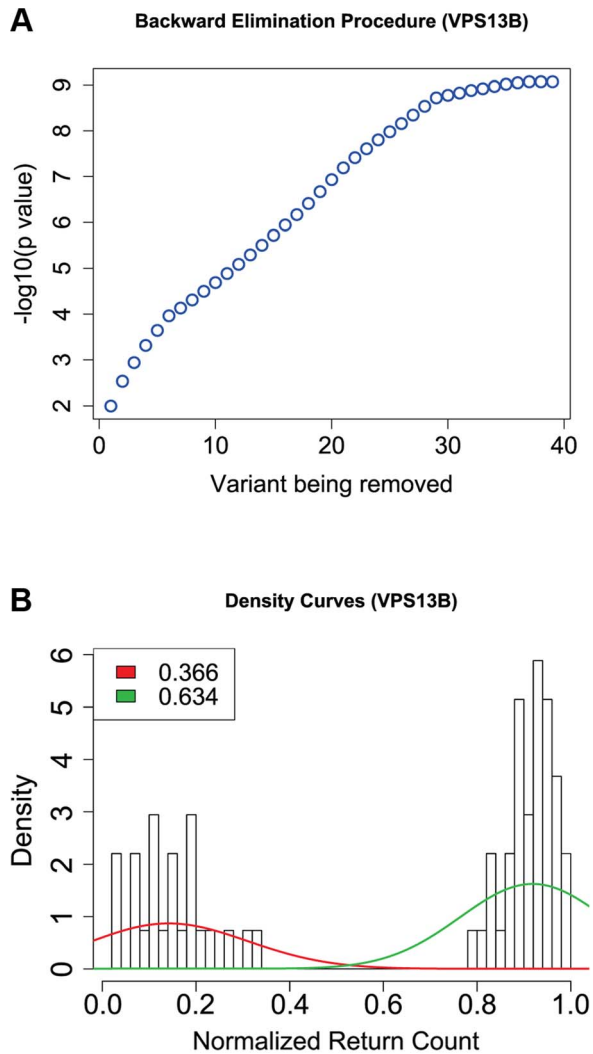 A
Backward Elimination Procedure (VPS13B)
9
8
7
6
5
4
3
2
-log10(p value)
0 10 20 30 40
Variant being removed
B
Density Curves (VPS13B)
0.366
0.634
6
5
4
3
2
1
0
Density
0.0 0.2 0.4 0.6 0.8 1.0
Normalized Return Count